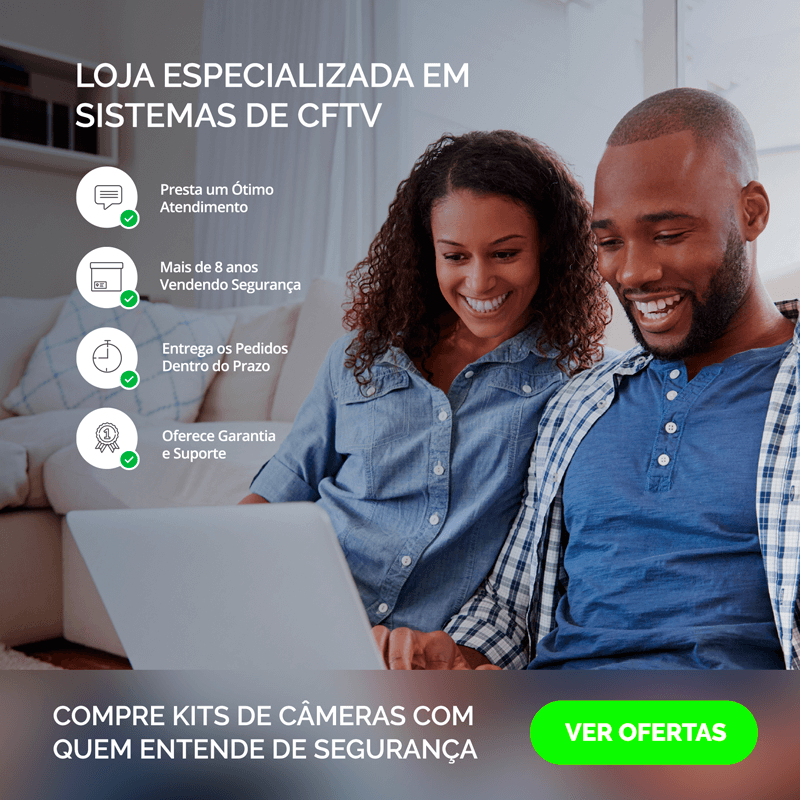 LOJA ESPECIALIZADA EM
SISTEMAS DE CFTV
Presta um Ótimo
Atendimento
Mais de 8 anos
Vendendo Segurança
Entrega os Pedidos
Dentro do Prazo
1
Oferece Garantia
e Suporte
COMPRE KITS DE CÂMERAS COM
QUEM ENTENDE DE SEGURANÇA
VER OFERTAS